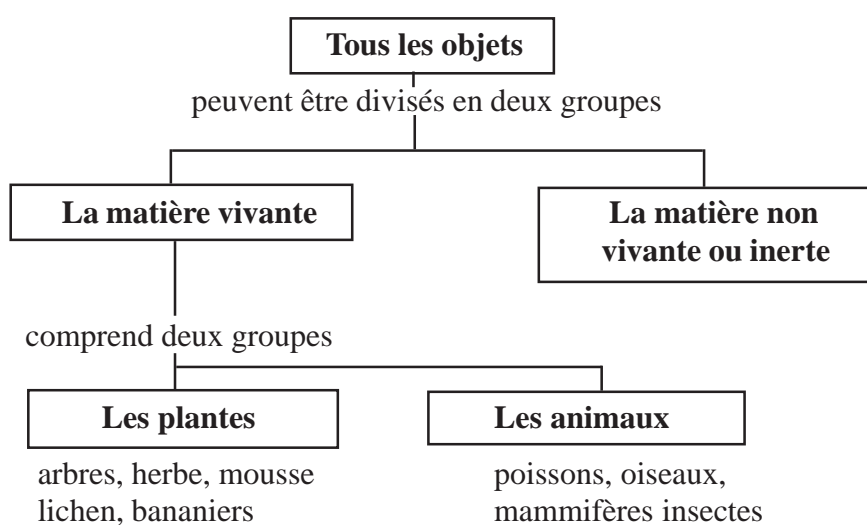 Tous les objets
peuvent être divisés en deux groupes
La matière vivante
La matière non
vivante ou inerte
comprend deux groupes
Les plantes
Les animaux
arbres, herbe, mousse
lichen, bananiers
poissons, oiseaux,
mammifères insectes